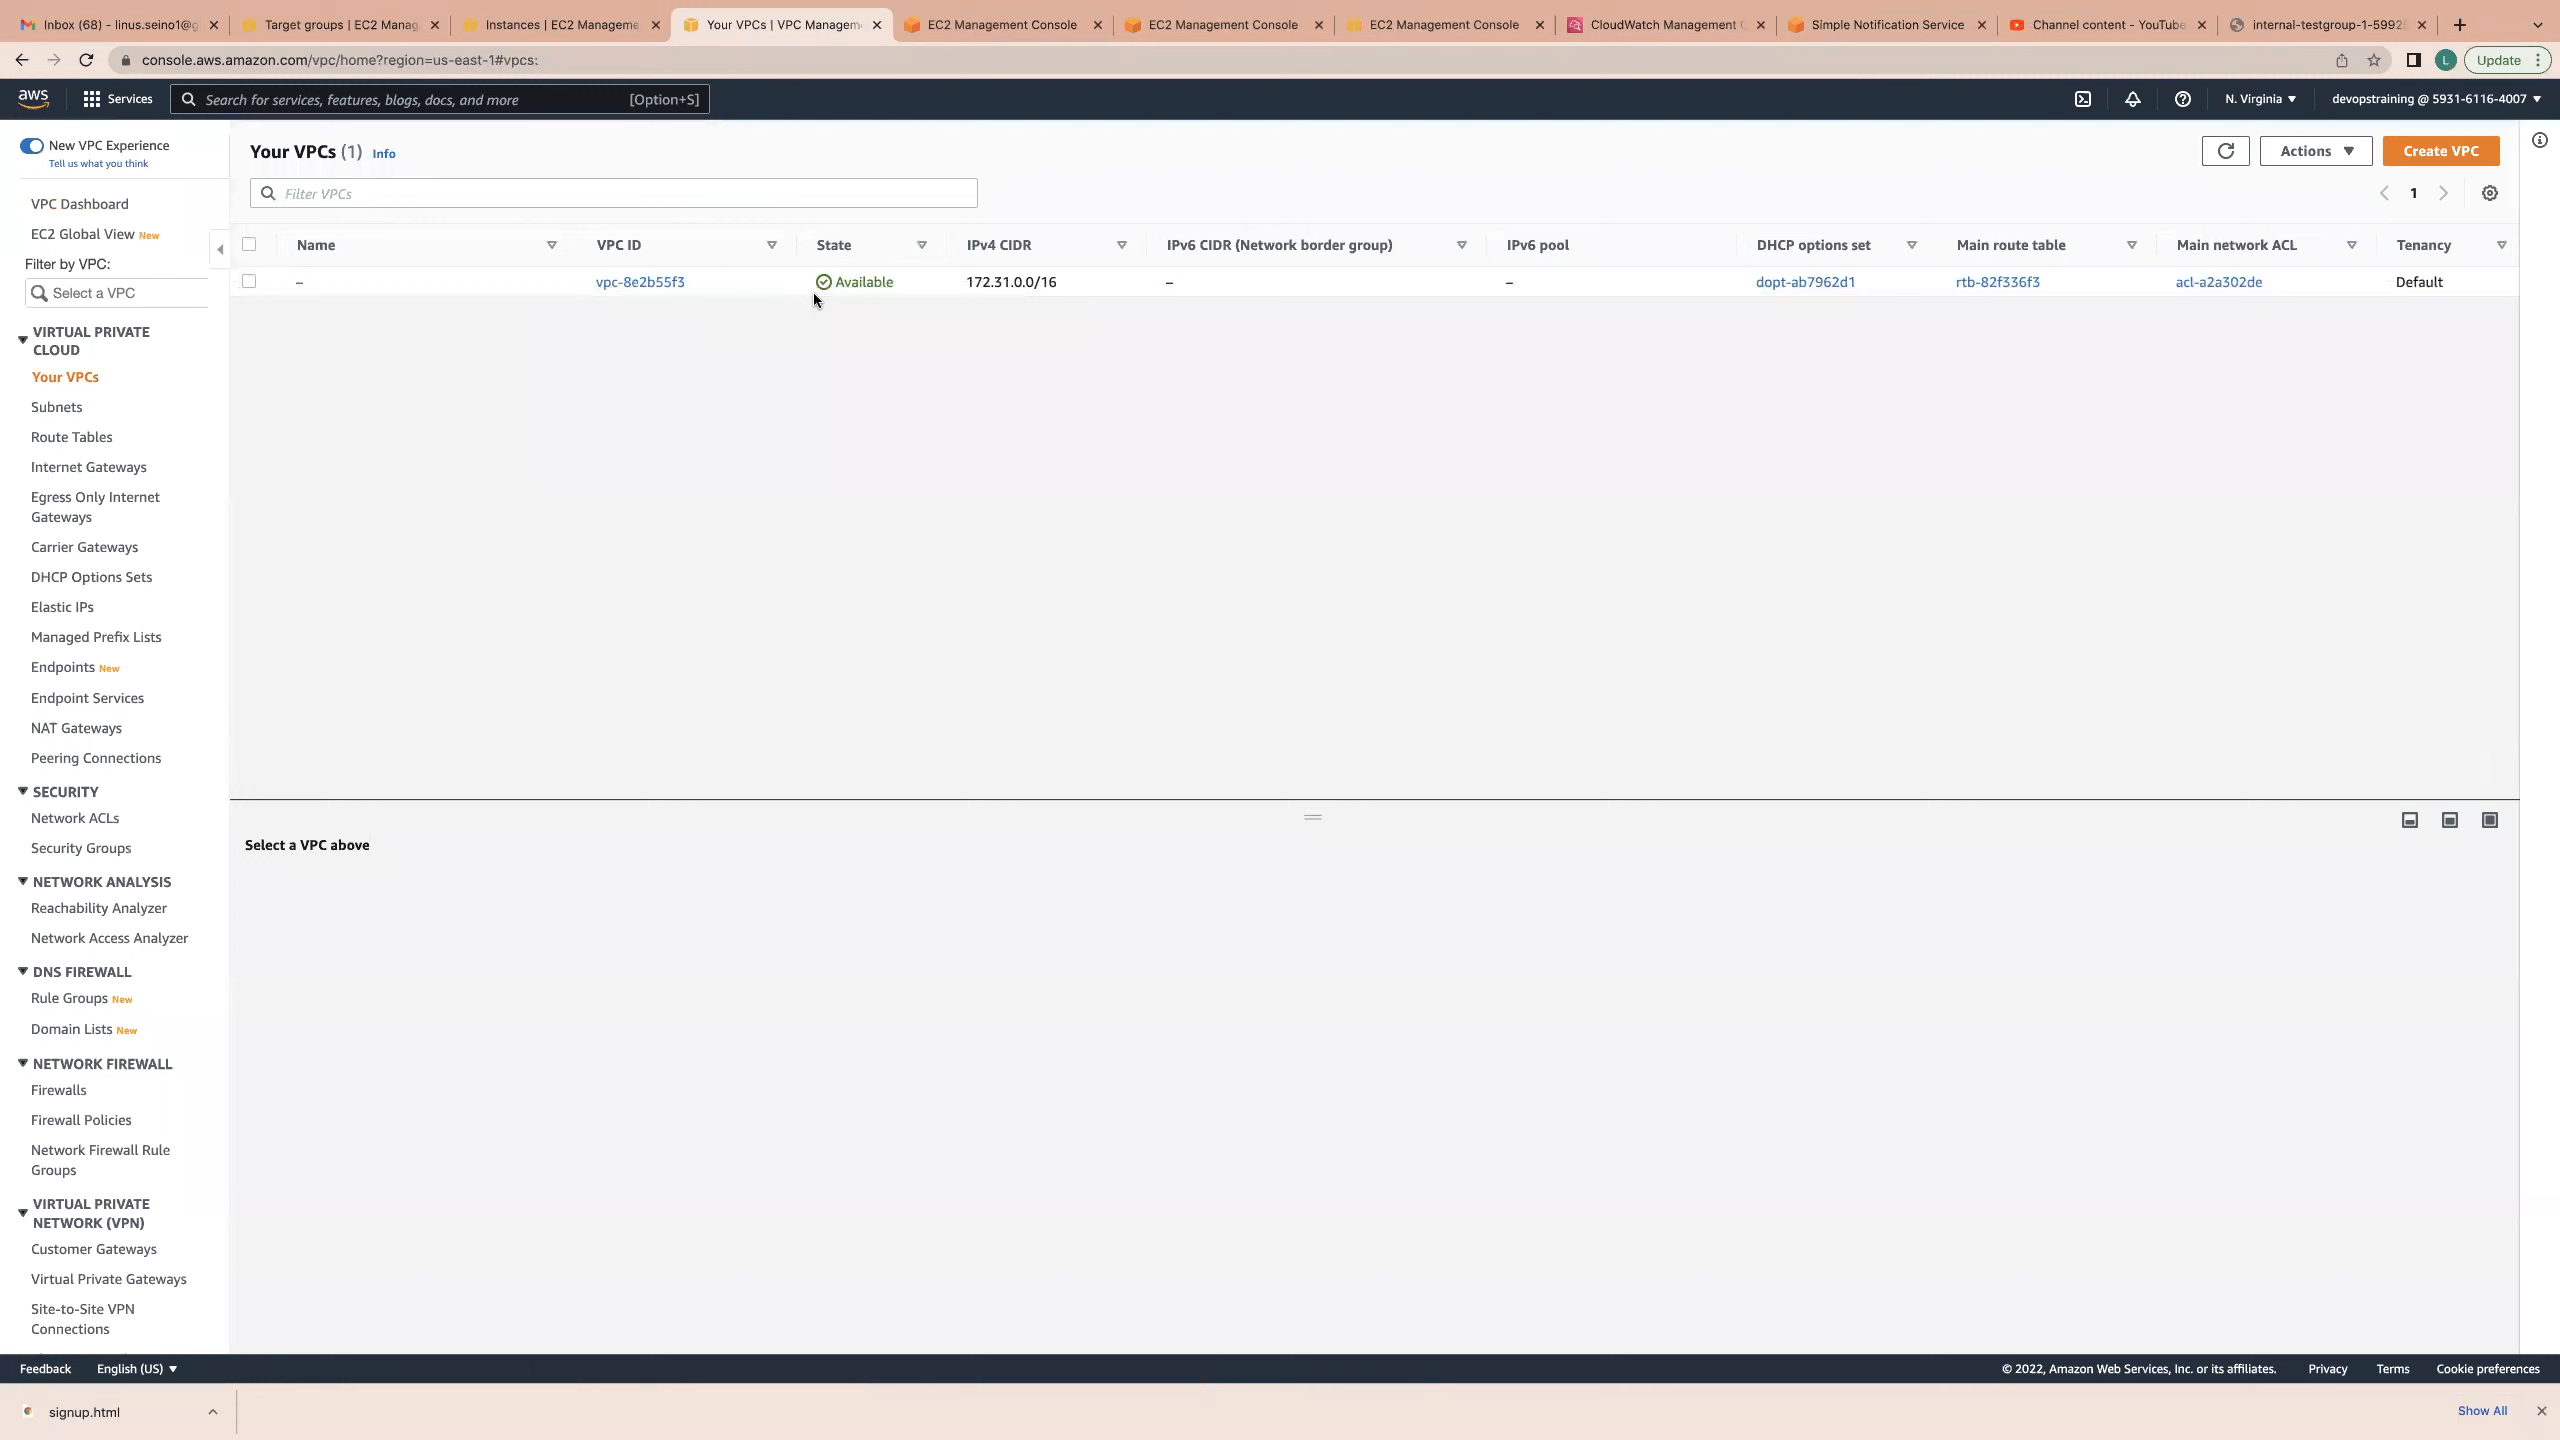 Inbox (68) - linus.seino1@g
Target groups | EC2 Manag
Instances | EC2 Manageme
Your VPCs | VPC Managem
EC2 Management Console
EC2 Management Console
EC2 Management Console
CloudWatch Management C
Simple Notification Service
Channel content - YouTube
internal-testgroup-1-5992
console.aws.amazon.com/vpc/home?region=us-east-1#vpcs:
L
Update
aws
Services
Search for services, features, blogs, docs, and more
[Option+S]
N. Virginia
devopstraining @ 5931-6116-4007
New VPC Experience
Tell us what you think
VPC Dashboard
EC2 Global View New
Filter by VPC:
Select a VPC
VIRTUAL PRIVATE
CLOUD
Your VPCs
Subnets
Route Tables
Internet Gateways
Egress Only Internet
Gateways
Carrier Gateways
DHCP Options Sets
Elastic IPs
Managed Prefix Lists
Endpoints New
Endpoint Services
NAT Gateways
Peering Connections
SECURITY
Network ACLs
Security Groups
NETWORK ANALYSIS
Reachability Analyzer
Network Access Analyzer
DNS FIREWALL
Rule Groups New
Domain Lists New
NETWORK FIREWALL
Firewalls
Firewall Policies
Network Firewall Rule
Groups
VIRTUAL PRIVATE
NETWORK (VPN)
Customer Gateways
Virtual Private Gateways
Site-to-Site VPN
Connections
Your VPCs (1) Info
Actions
Create VPC
Filter VPCs
1
Name VPC ID State IPv4 CIDR IPv6 CIDR (Network border group) IPv6 pool DHCP options set Main route table Main network ACL Tenancy
– vpc-8e2b55f3 Available 172.31.0.0/16 – – dopt-ab7962d1 rtb-82f336f3 acl-a2a302de Default
Select a VPC above
Feedback
English (US)
© 2022, Amazon Web Services, Inc. or its affiliates.
Privacy
Terms
Cookie preferences
signup.html
Show All